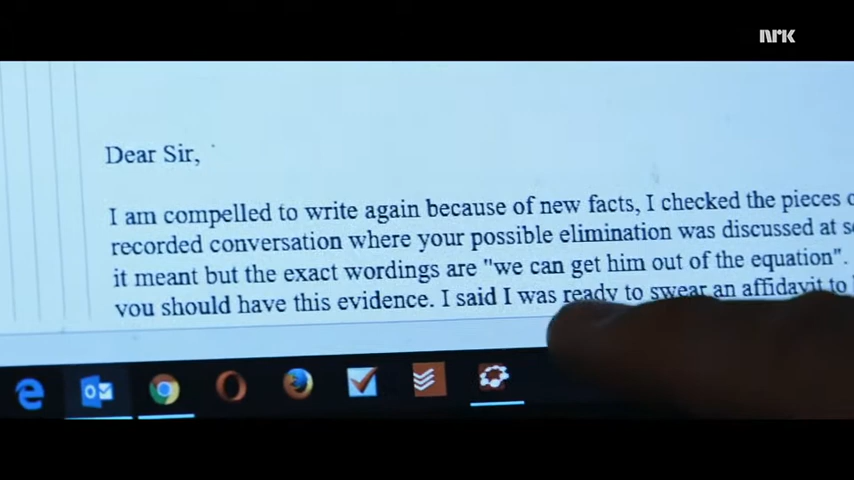 NRK
Dear Sir,
I am compelled to write again because of new facts, I checked the pieces
recorded conversation where your possible elimination was discussed at
it meant but the exact wordings are "we can get him out of the equation".
you should have this evidence. I said I was ready to swear an affidavit to